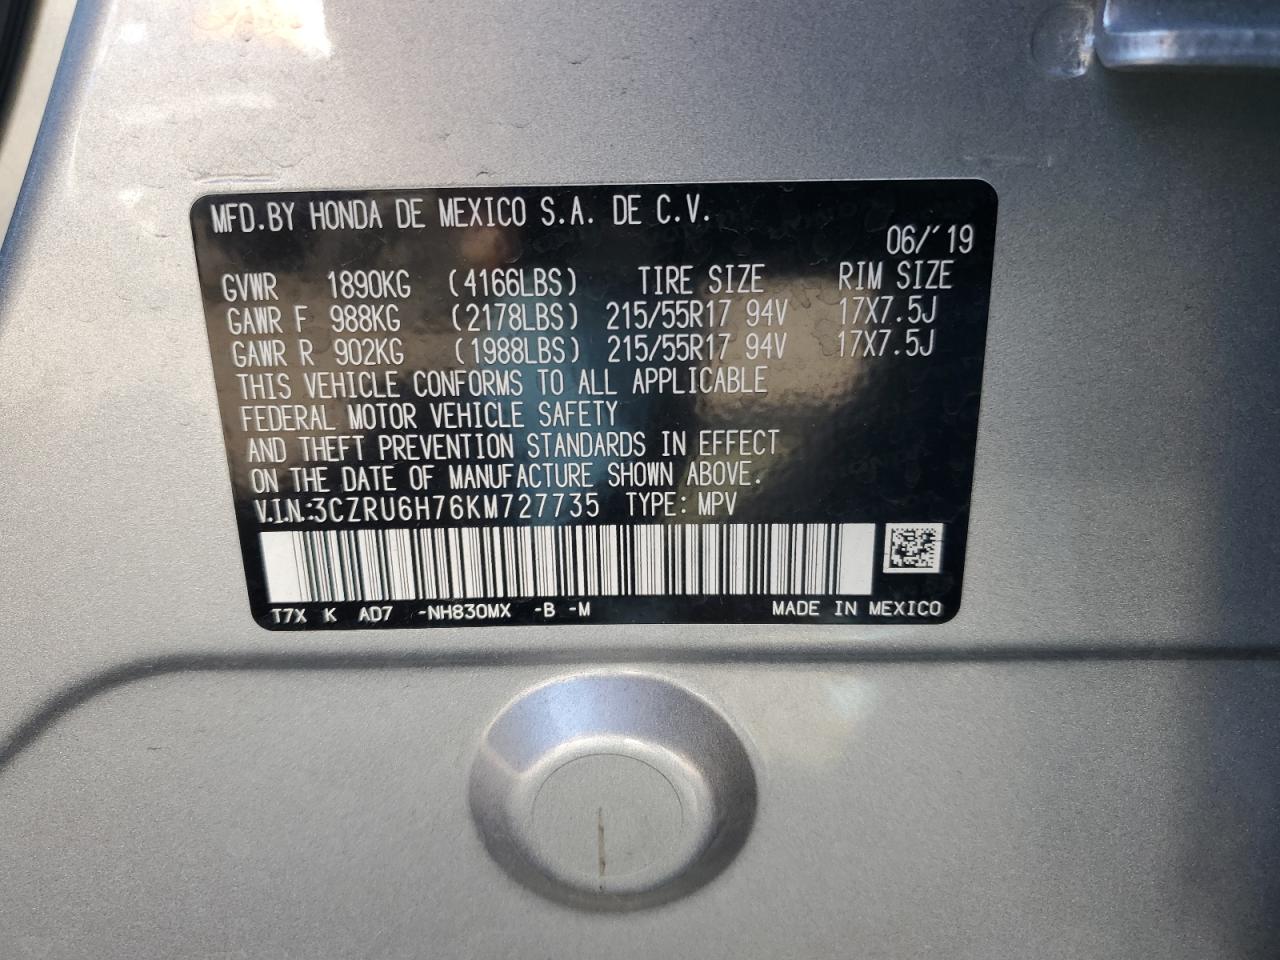 MFD.BY HONDA DE MEXICO S.A. DE C.V.
06/'19
GVWR 1890KG (4166LBS) TIRE SIZE RIM SIZE
GAWR F 988KG (2178LBS) 215/55R17 94V 17X7.5J
GAWR R 902KG (1988LBS) 215/55R17 94V 17X7.5J
THIS VEHICLE CONFORMS TO ALL APPLICABLE
FEDERAL MOTOR VEHICLE SAFETY
AND THEFT PREVENTION STANDARDS IN EFFECT
ON THE DATE OF MANUFACTURE SHOWN ABOVE.
V.I.N.:3CZRU6H76KM727735 TYPE: MPV
T7X K AD7 -NH830MX -B -M MADE IN MEXICO